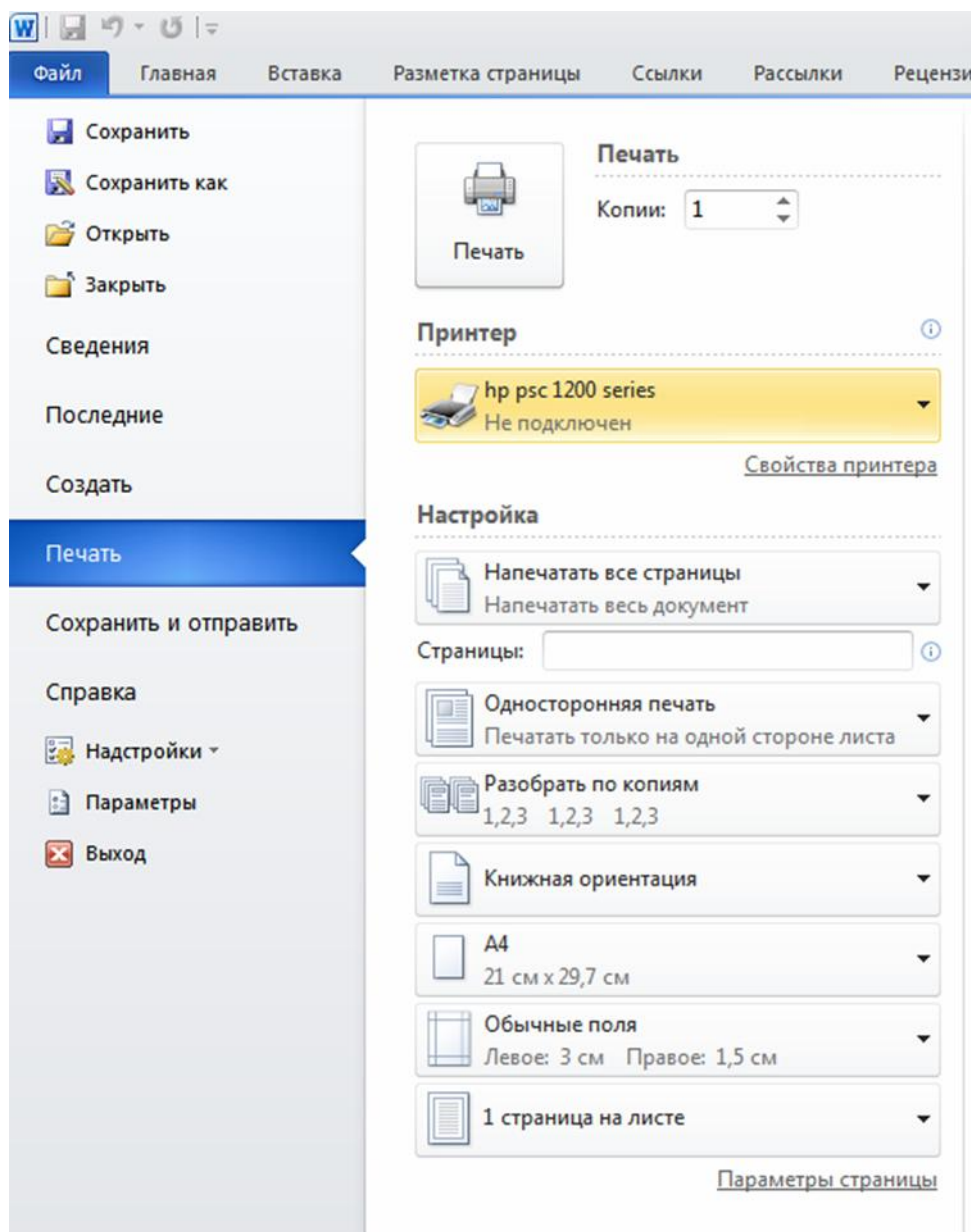 W
Файл Главная Вставка Разметка страницы Ссылки Рассылки Рецензи
Сохранить
Сохранить как
Открыть
Закрыть
Сведения
Последние
Создать
Печать
Сохранить и отправить
Справка
Надстройки
Параметры
Выход
Печать
Печать
Копии: 1
Принтер
hp psc 1200 series
Не подключен
Свойства принтера
Настройка
Напечатать все страницы
Напечатать весь документ
Страницы:
Односторонняя печать
Печатать только на одной стороне листа
Разобрать по копиям
1,2,3 1,2,3 1,2,3
Книжная ориентация
A4
21 см x 29,7 см
Обычные поля
Левое: 3 см Правое: 1,5 см
1 страница на листе
Параметры страницы